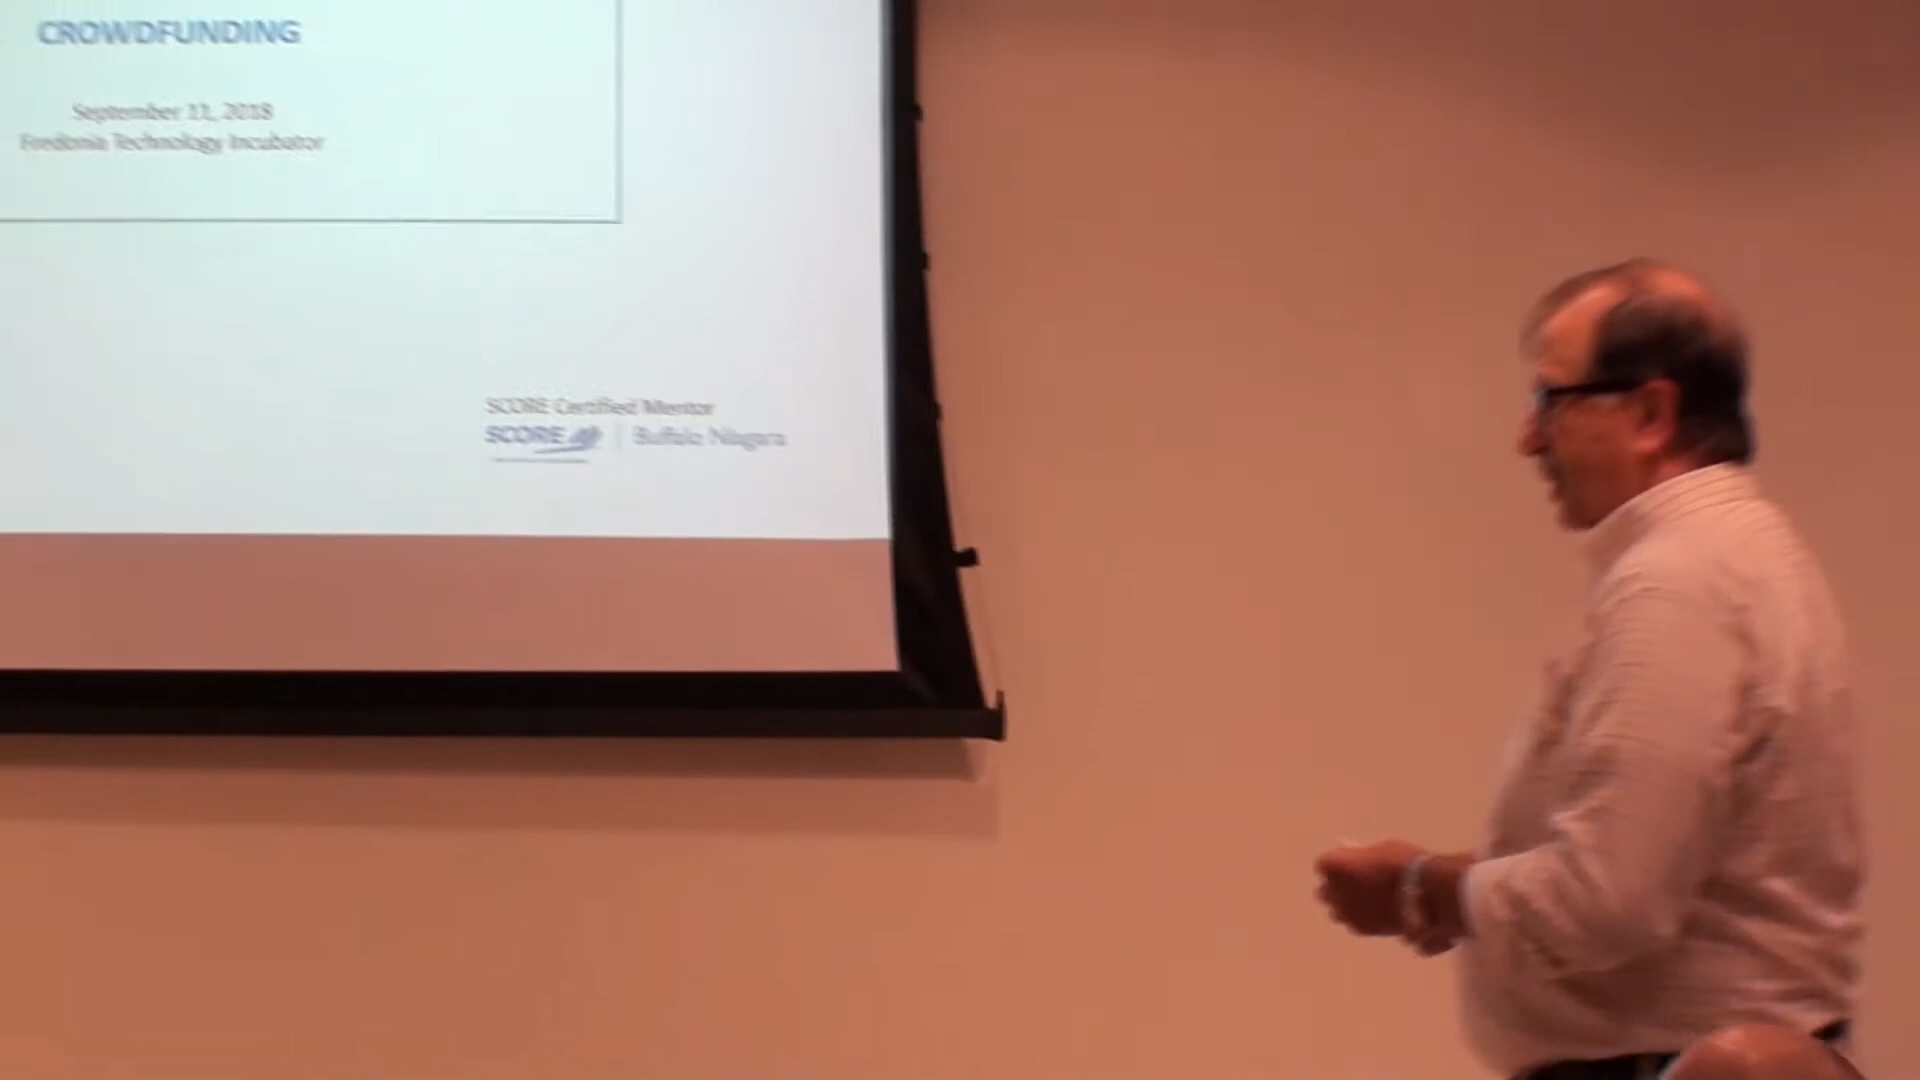 CROWDFUNDING
September 11, 2018
Fredonia Technology Incubator
SCORE Certified Mentor
SCORE | Buffalo Niagara